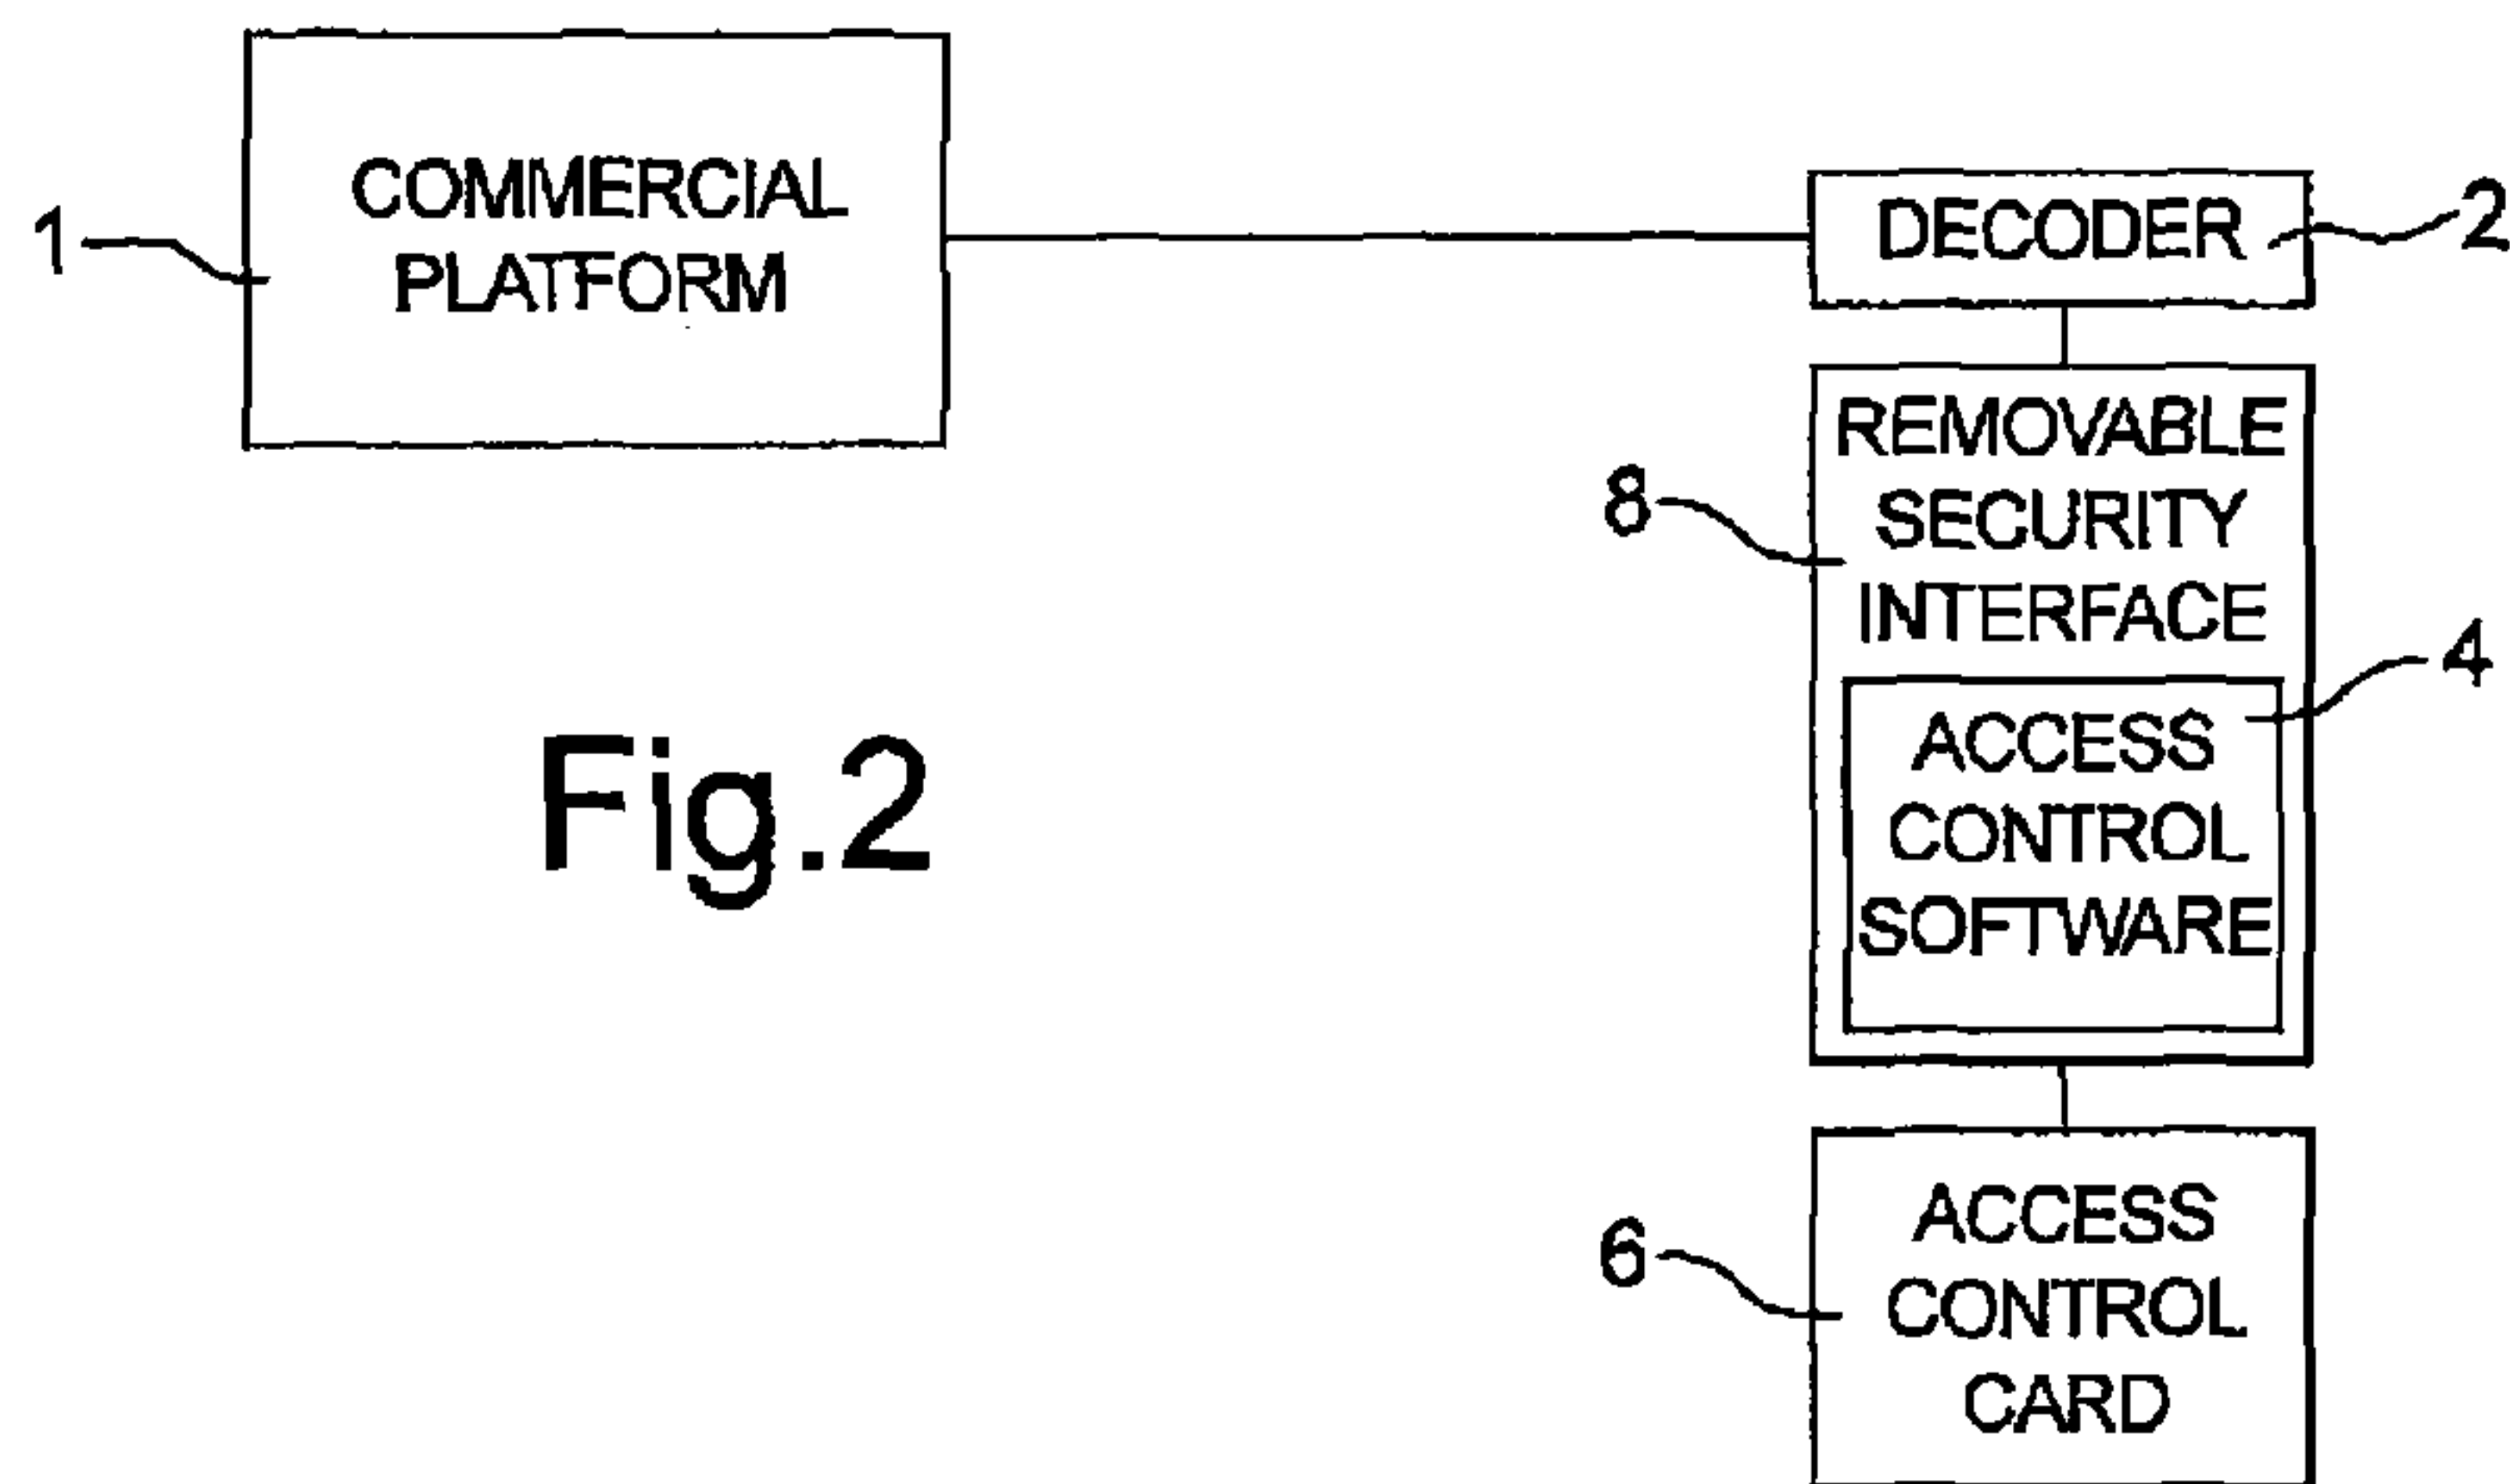 COMMERCIAL
PLATFORM
1
DECODER
2
REMOVABLE
SECURITY
INTERFACE
8
4
ACCESS
CONTROL
SOFTWARE
Fig.2
6
ACCESS
CONTROL
CARD